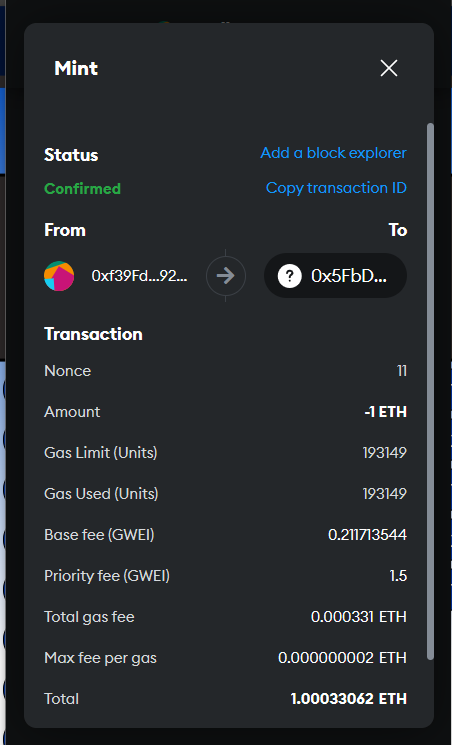 Mint
Status Add a block explorer
Confirmed Copy transaction ID
From To
0xf39Fd...92... ? 0x5FbD...
Transaction
Nonce 11
Amount -1 ETH
Gas Limit (Units) 193149
Gas Used (Units) 193149
Base fee (GWEI) 0.211713544
Priority fee (GWEI) 1.5
Total gas fee 0.000331 ETH
Max fee per gas 0.000000002 ETH
Total 1.00033062 ETH